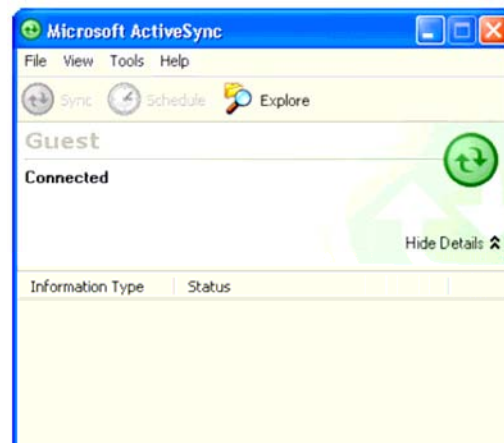 Microsoft ActiveSync
File View Tools Help
Sync Schedule Explore
Guest
Connected
Hide Details
Information Type Status